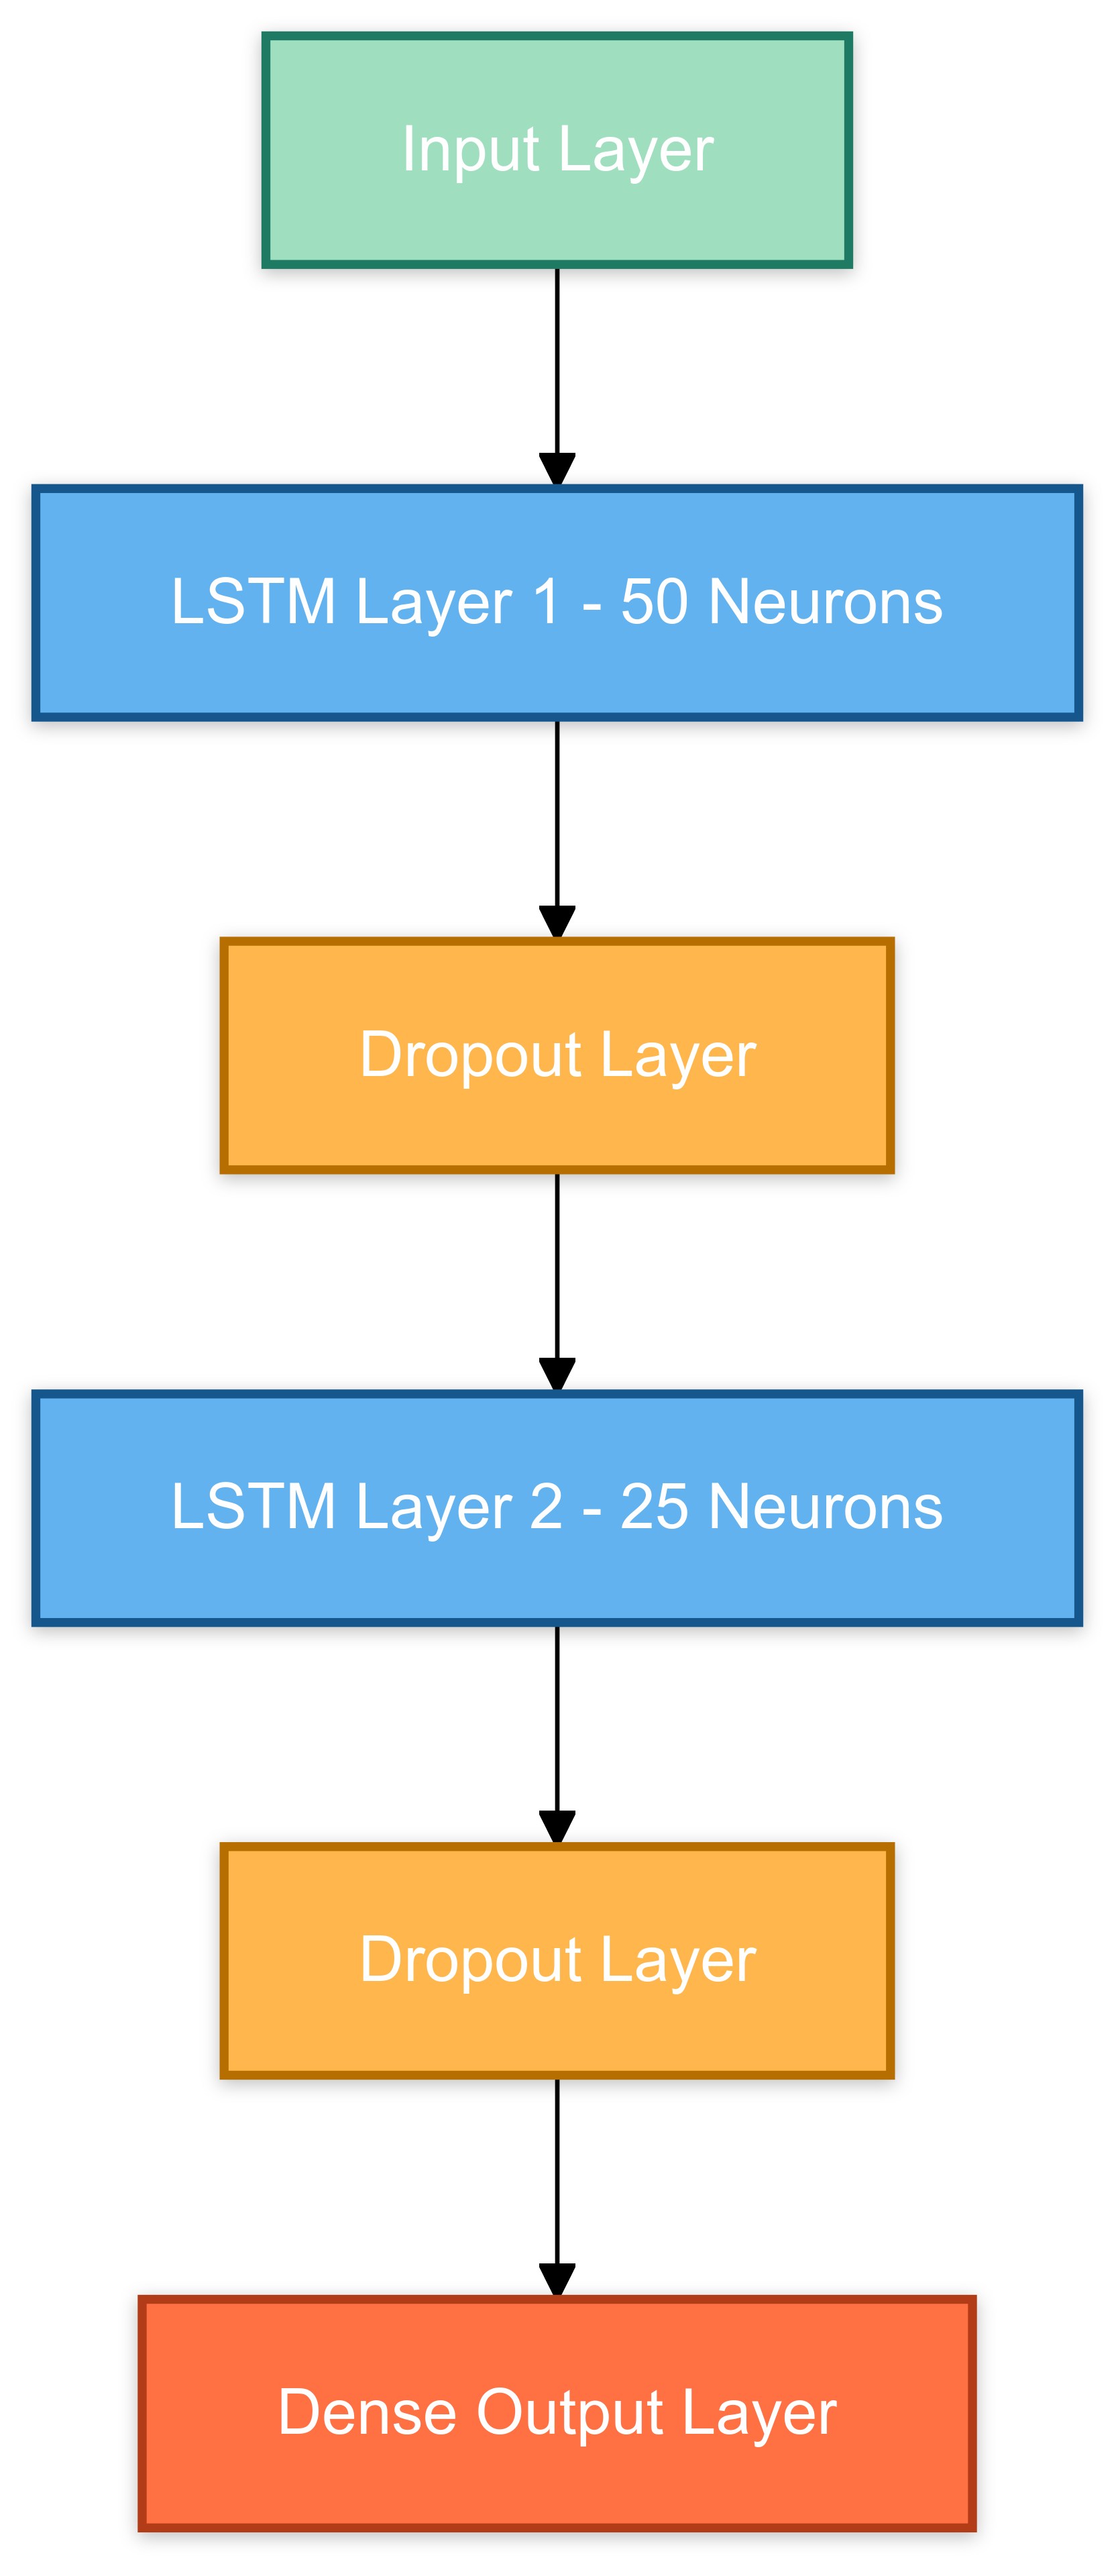 Input Layer
LSTM Layer 1 - 50 Neurons
Dropout Layer
LSTM Layer 2 - 25 Neurons
Dropout Layer
Dense Output Layer